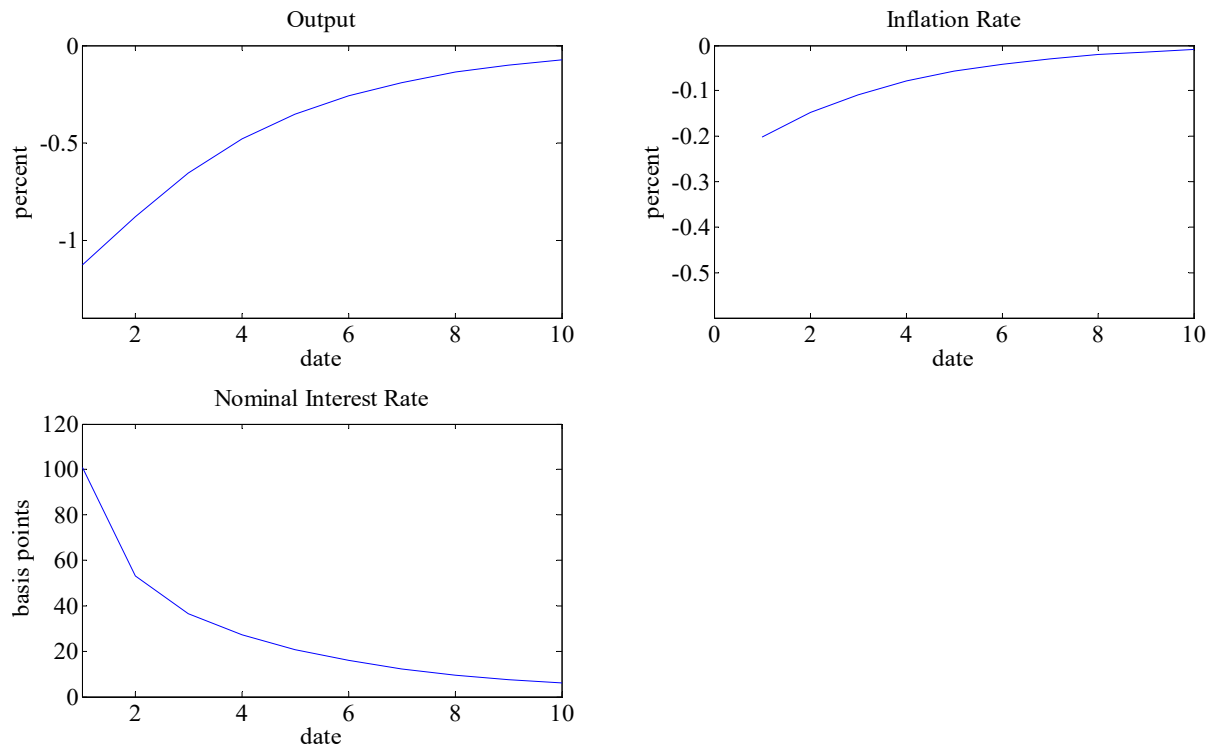 Output
0
-0.5
-1
percent
2 4 6 8 10
date
Inflation Rate
0
-0.1
-0.2
-0.3
-0.4
-0.5
percent
0 2 4 6 8 10
date
Nominal Interest Rate
120
100
80
60
40
20
0
basis points
2 4 6 8 10
date